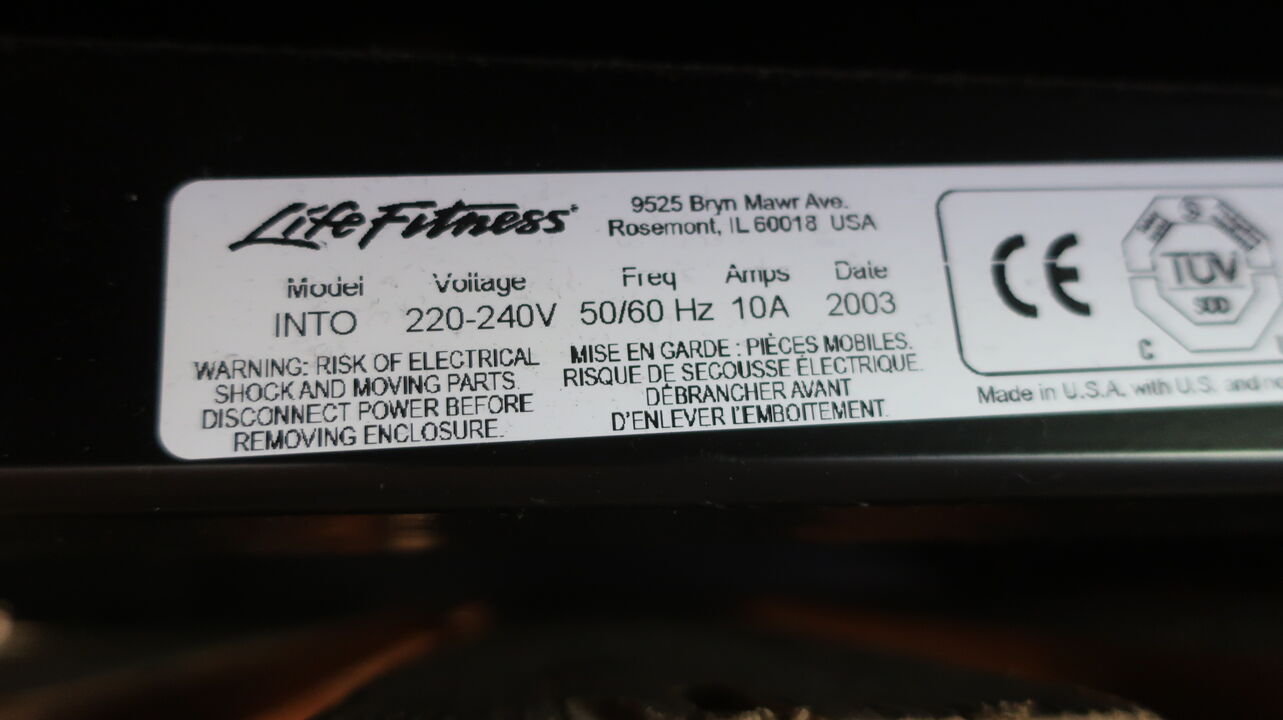 LifeFitness
9525 Bryn Mawr Ave.
Rosemont, IL 60018 USA
Model Voltage Freq Amps Date
INTO 220-240V 50/60 Hz 10A 2003
WARNING: RISK OF ELECTRICAL
SHOCK AND MOVING PARTS.
DISCONNECT POWER BEFORE
REMOVING ENCLOSURE.
MISE EN GARDE : PIÈCES MOBILES.
RISQUE DE SECOUSSE ÉLECTRIQUE.
DÉBRANCHER AVANT
D'ENLEVER L'EMBOITEMENT.
CE
TUV
C
Made in U.S.A. with U.S. and